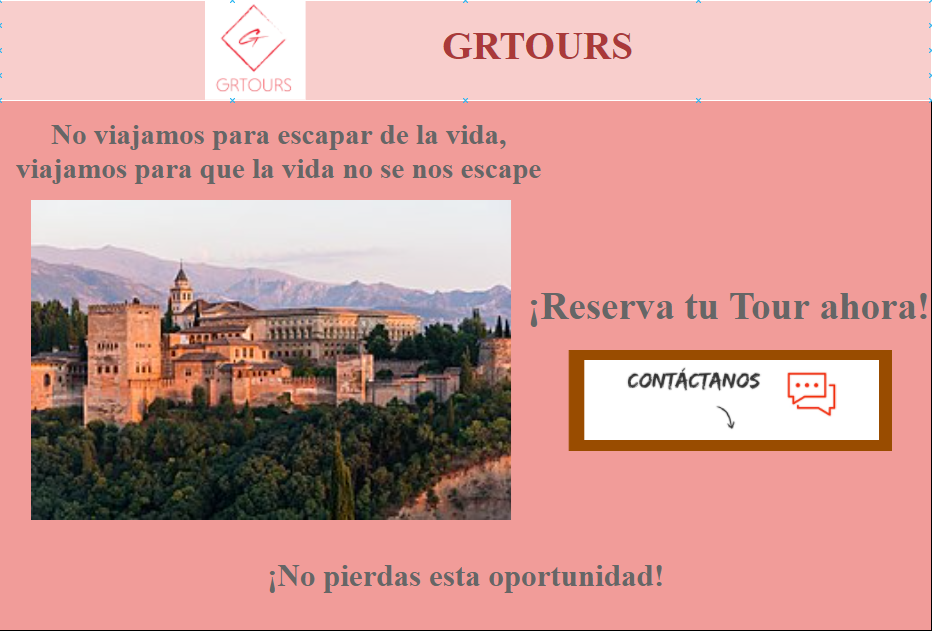 GRTOURS
GRTOURS
No viajamos para escapar de la vida,
viajamos para que la vida no se nos escape
¡Reserva tu Tour ahora!
CONTÁCTANOS
¡No pierdas esta oportunidad!